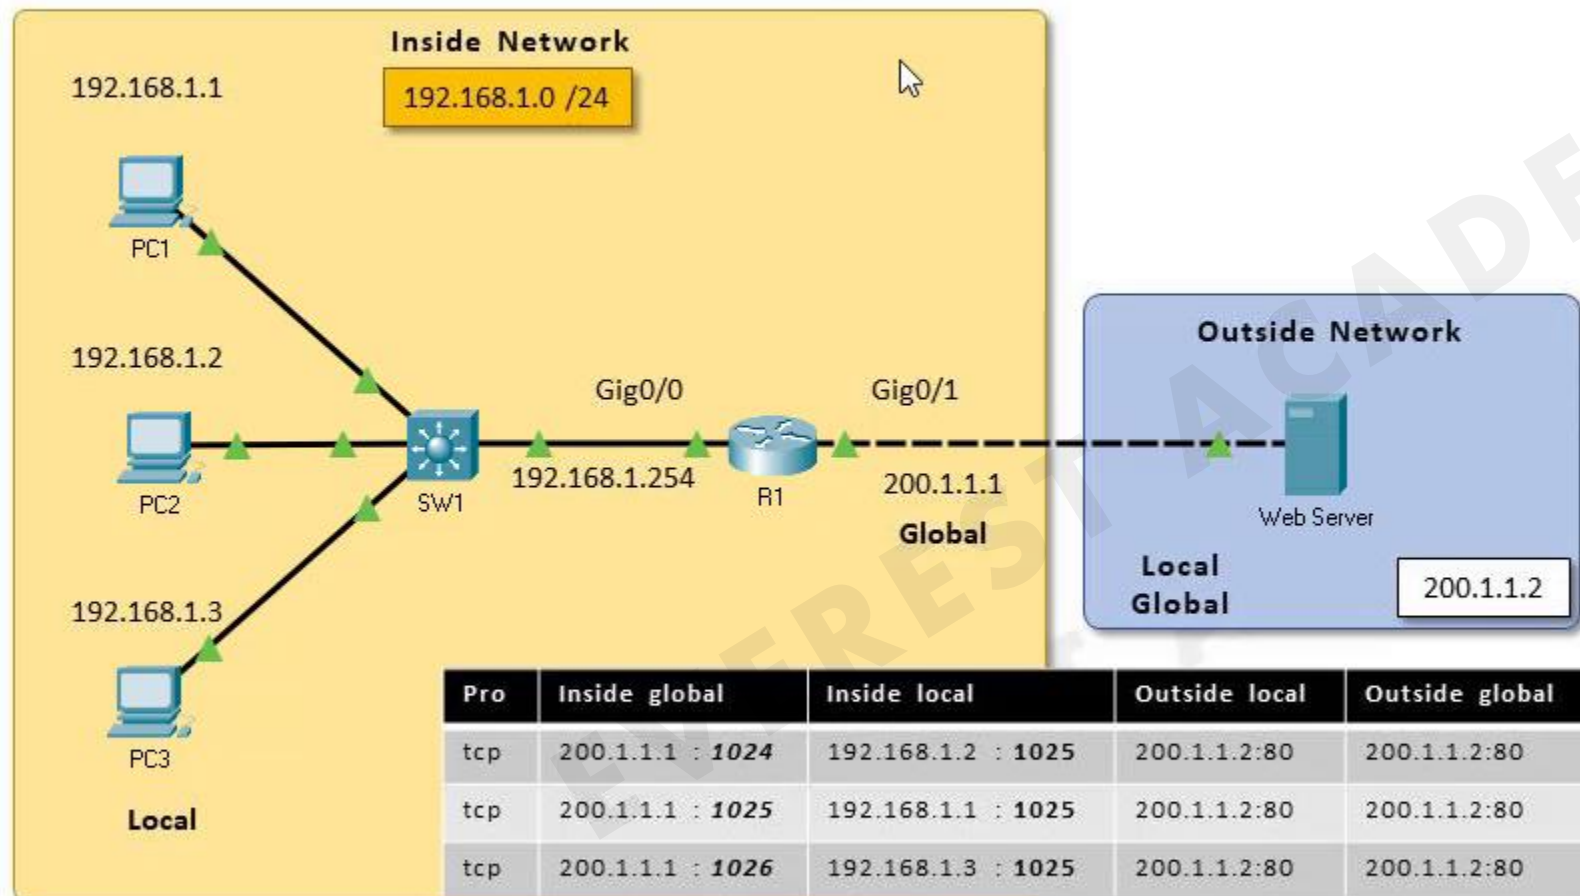 Inside Network
192.168.1.0 /24
192.168.1.1
PC1
192.168.1.2
PC2
192.168.1.3
PC3
Local
SW1
Gig0/0
192.168.1.254
R1
Gig0/1
200.1.1.1
Global
Outside Network
Web Server
Local
Global
200.1.1.2
Pro Inside global Inside local Outside local Outside global
tcp 200.1.1.1 : 1024 192.168.1.2 : 1025 200.1.1.2:80 200.1.1.2:80
tcp 200.1.1.1 : 1025 192.168.1.1 : 1025 200.1.1.2:80 200.1.1.2:80
tcp 200.1.1.1 : 1026 192.168.1.3 : 1025 200.1.1.2:80 200.1.1.2:80
EVEREST ACADE